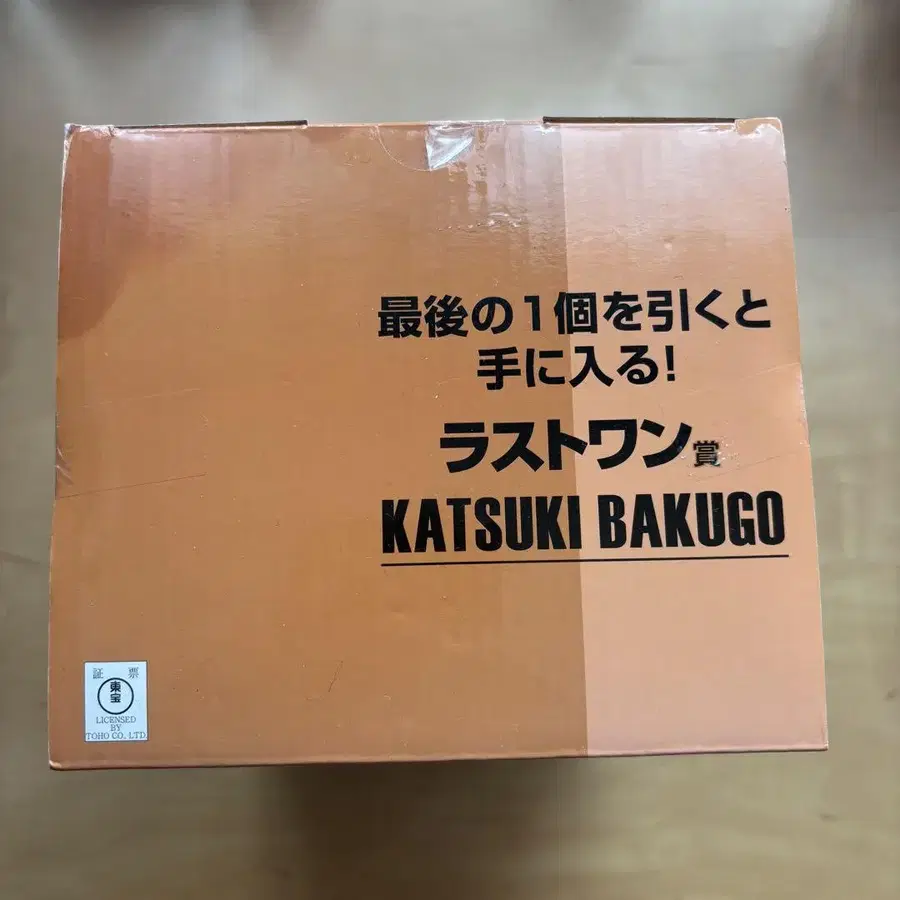 最後の1個を引くと
手に入る!
ラストワン賞
KATSUKI BAKUGO
証 票
東宝
LICENSED
BY
TOHO CO., LTD.